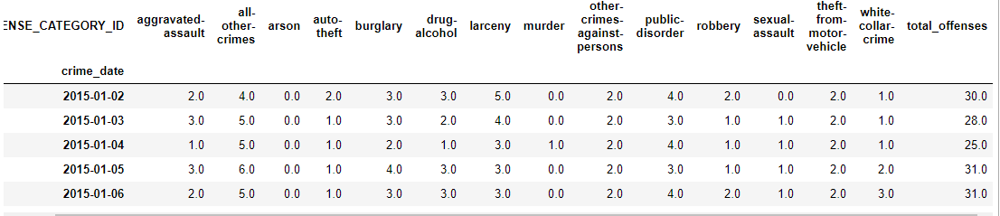 ENSE_CATEGORY_ID aggravated-assault all-other-crimes arson auto-theft burglary drug-alcohol larceny murder other-crimes-against-persons public-disorder robbery sexual-assault theft-from-motor-vehicle white-collar-crime total_offenses
crime_date
2015-01-02 2.0 4.0 0.0 2.0 3.0 3.0 5.0 0.0 2.0 4.0 2.0 0.0 2.0 1.0 30.0
2015-01-03 3.0 5.0 0.0 1.0 3.0 2.0 4.0 0.0 2.0 3.0 1.0 1.0 2.0 1.0 28.0
2015-01-04 1.0 5.0 0.0 1.0 2.0 1.0 3.0 1.0 2.0 4.0 1.0 1.0 2.0 1.0 25.0
2015-01-05 3.0 6.0 0.0 1.0 4.0 3.0 3.0 0.0 2.0 3.0 1.0 1.0 2.0 2.0 31.0
2015-01-06 2.0 5.0 0.0 1.0 3.0 3.0 3.0 0.0 2.0 4.0 2.0 1.0 2.0 3.0 31.0